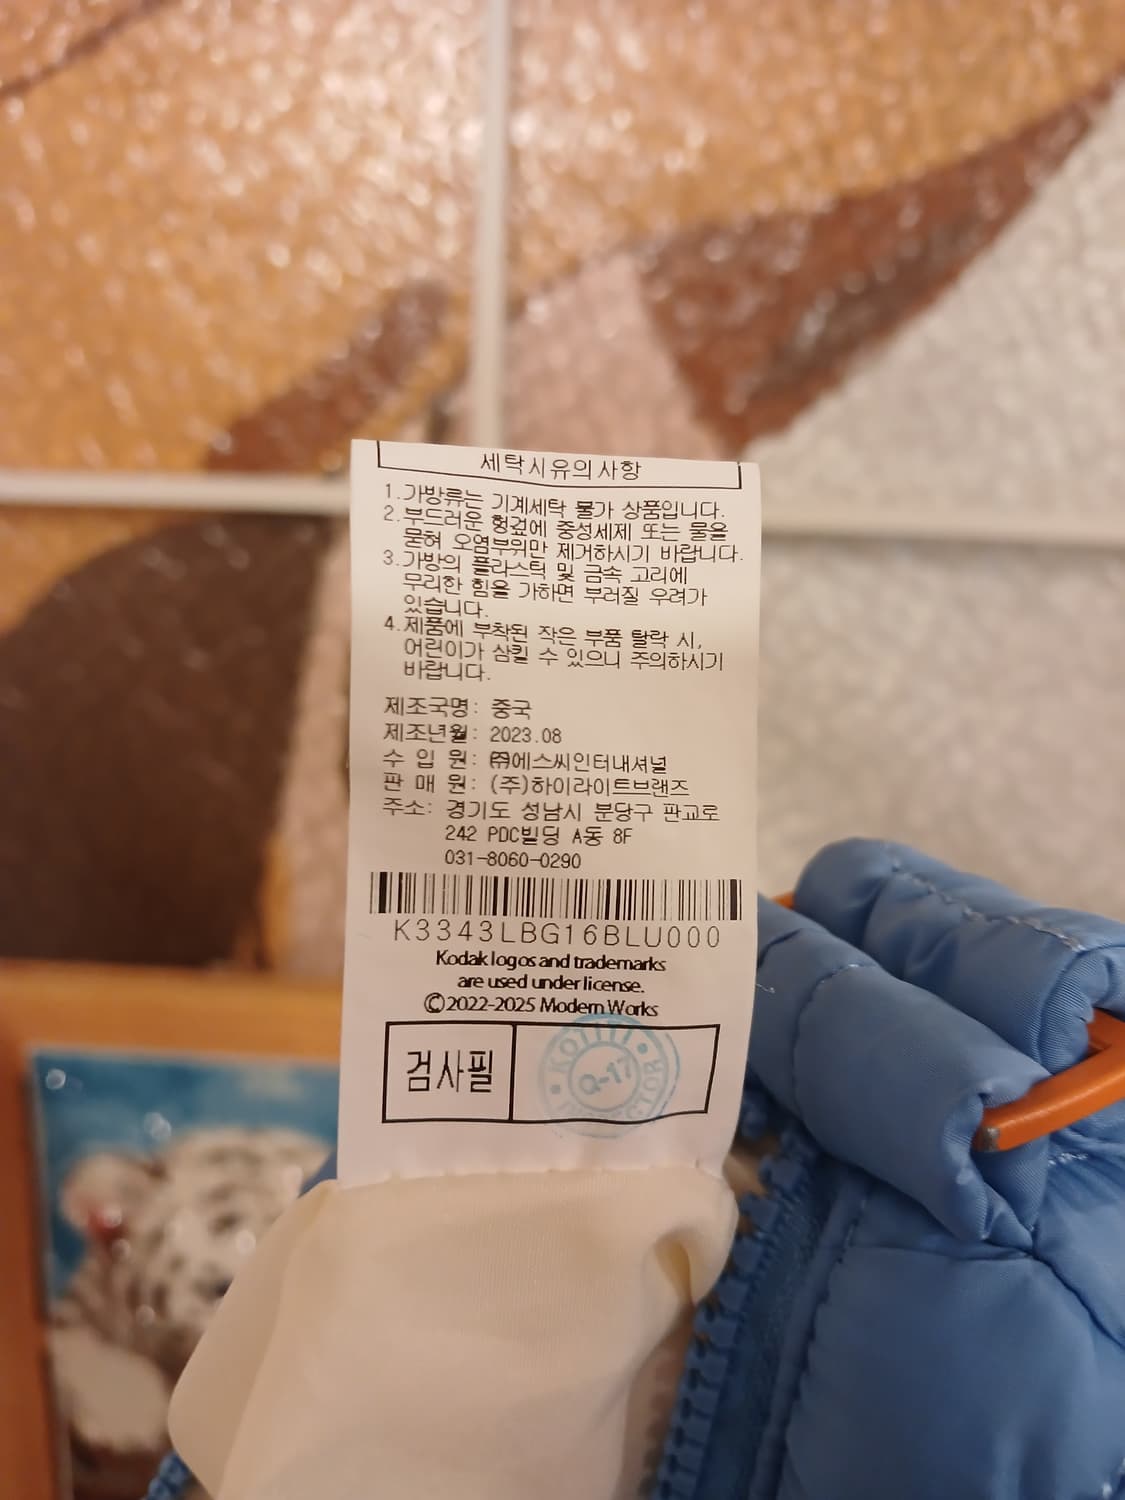 세탁시유의사항
1.가방류는 기계세탁 불가 상품입니다.
2.부드러운 헝겊에 중성세제 또는 물을
묻혀 오염부위만 제거하시기 바랍니다.
3.가방의 플라스틱 및 금속 고리에
무리한 힘을 가하면 부러질 우려가
있습니다.
4.제품에 부착된 작은 부품 탈락 시,
어린이가 삼킬 수 있으니 주의하시기
바랍니다.
제조국명: 중국
제조년월: 2023.08
수 입 원: ㈜에스씨인터내셔널
판 매 원: (주)하이라이트브랜즈
주소: 경기도 성남시 분당구 판교로
242 PDC빌딩 A동 8F
031-8060-0290
K3343LBG16BLU000
Kodak logos and trademarks
are used under license.
©2022-2025 Modern Works
검사필
KOTITI
Q-17
INSPECTOR